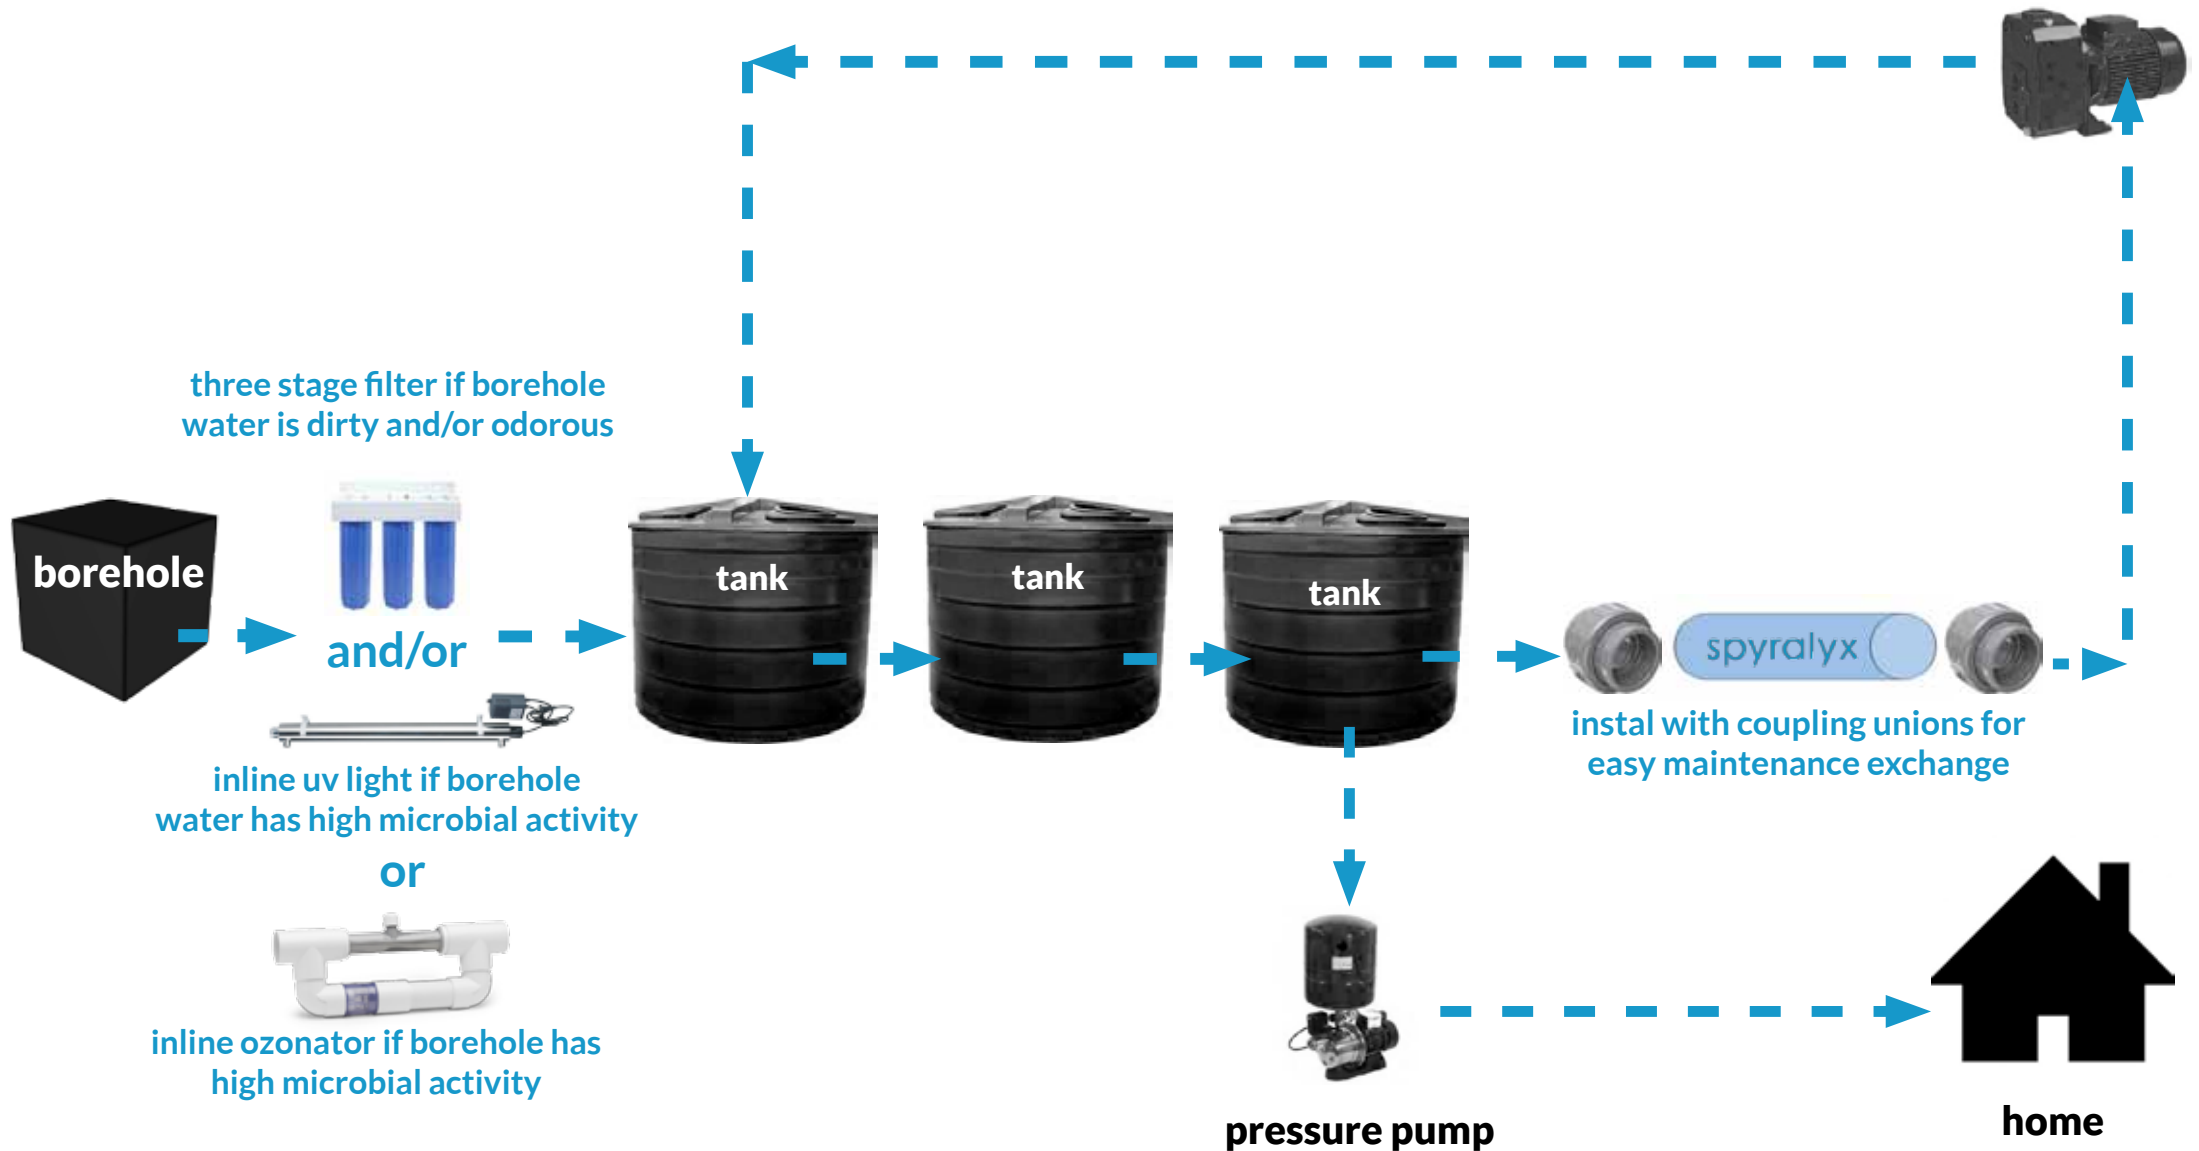 three stage filter if borehole
water is dirty and/or odorous
borehole
and/or
inline uv light if borehole
water has high microbial activity
or
inline ozonator if borehole has
high microbial activity
tank
tank
tank
spyralyx
instal with coupling unions for
easy maintenance exchange
pressure pump
home